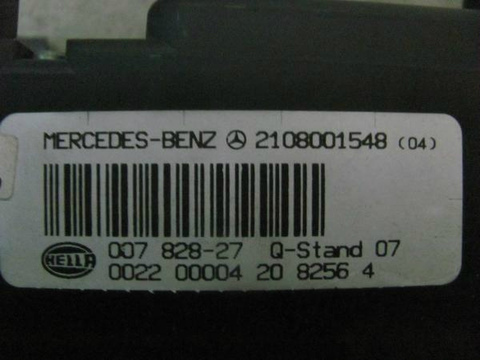 MERCEDES-BENZ 2108001548 (04)
HELLA 007 828-27 Q-Stand 07
0022 00004 20 8256 4